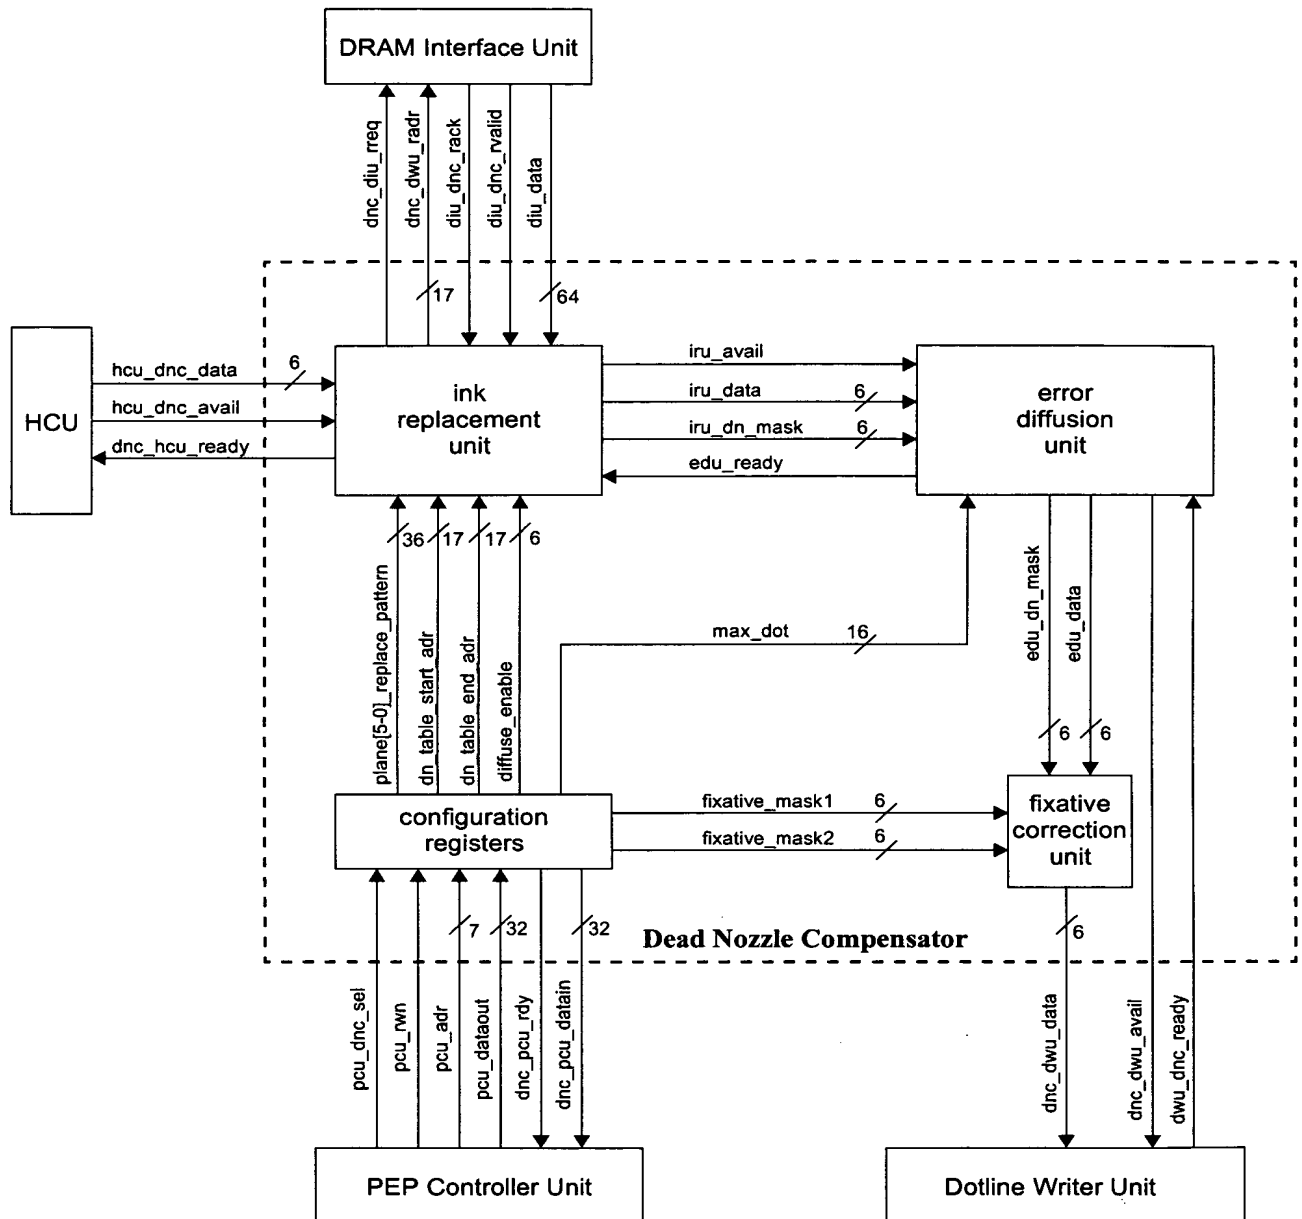 DRAM Interface Unit
dnc_diu_rreq
dnc_dwu_radr
diu_dnc_rack
diu_dnc_rvalid
diu_data
17
64
HCU
hcu_dnc_data
6
hcu_dnc_avail
dnc_hcu_ready
ink
replacement
unit
iru_avail
iru_data
6
iru_dn_mask
6
edu_ready
error
diffusion
unit
36
17
17
6
plane[5-0]_replace_pattern
dn_table_start_adr
dn_table_end_adr
diffuse_enable
max_dot
16
edu_dn_mask
edu_data
6
6
configuration
registers
fixative_mask1
6
fixative_mask2
6
fixative
correction
unit
7
32
32
6
Dead Nozzle Compensator
pcu_dnc_sel
pcu_rwn
pcu_adr
pcu_dataout
dnc_pcu_rdy
dnc_pcu_datain
dnc_dwu_data
dnc_dwu_avail
dwu_dnc_ready
PEP Controller Unit
Dotline Writer Unit